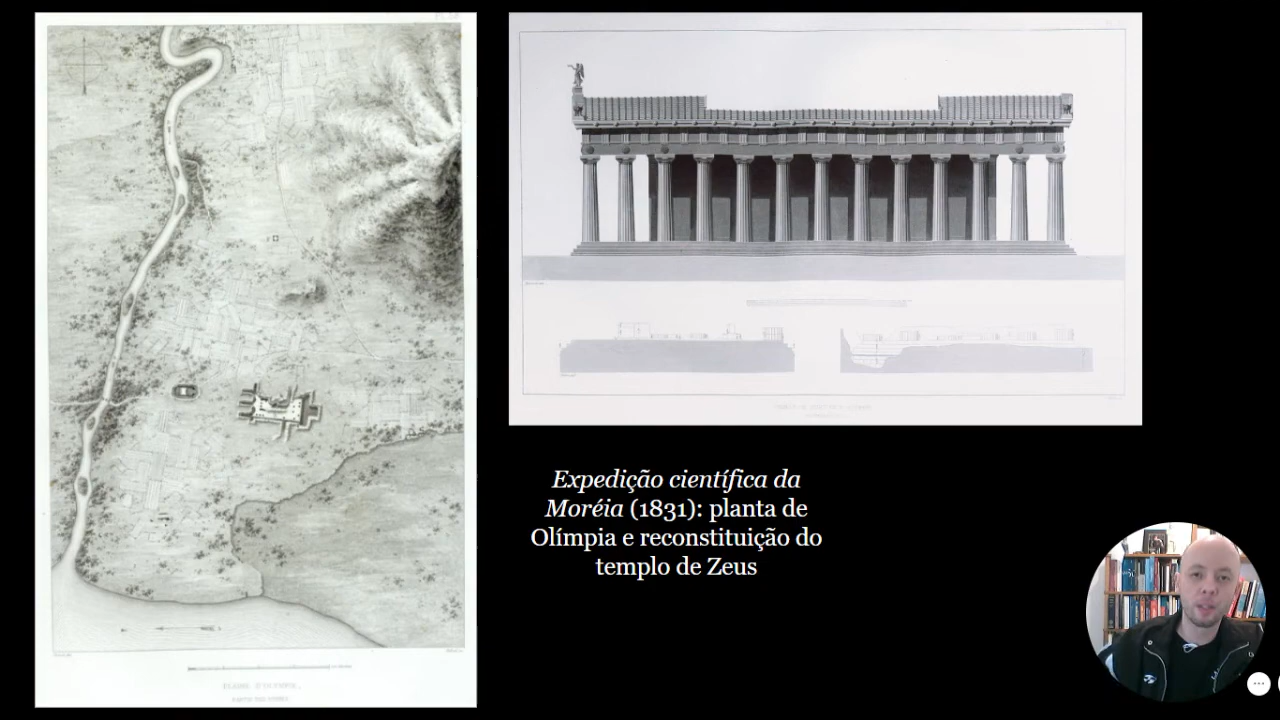 Expedição científica da
Moréia (1831): planta de
Olímpia e reconstituição do
templo de Zeus